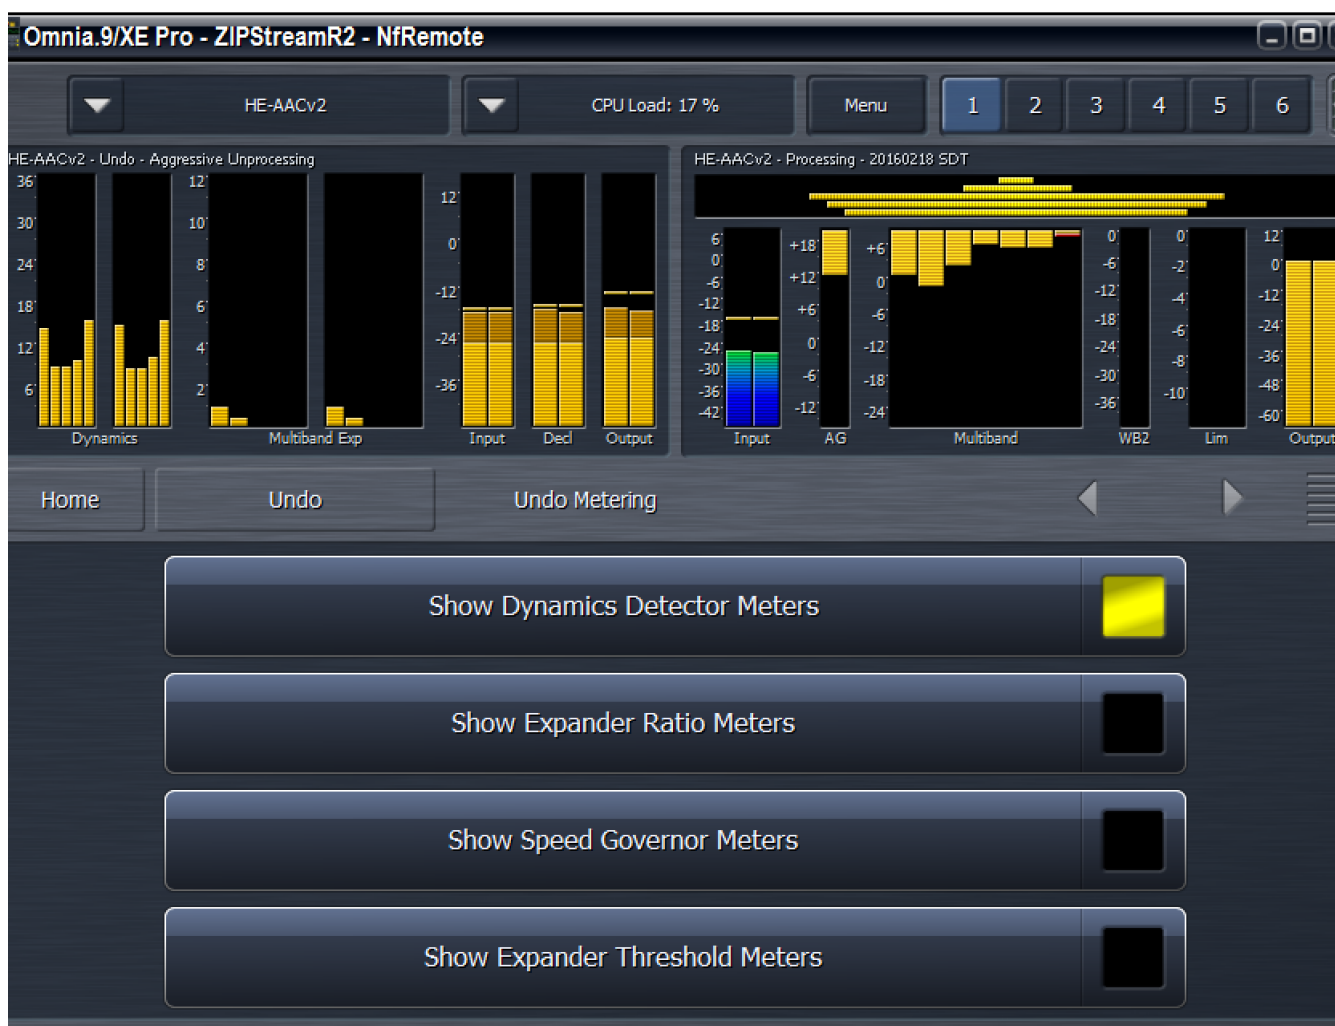 Omnia.9/XE Pro - ZIPStreamR2 - NfRemote
HE-AACv2 CPU Load: 17 % Menu 1 2 3 4 5 6
HE-AACv2 - Undo - Aggressive Unprocessing
36 30 24 18 12 6
Dynamics
12 10 8 6 4 2
Multiband Exp
12 0 -12 -24 -36
Input Decl Output
HE-AACv2 - Processing - 20160218 SDT
6 0 -6 -12 -18 -24 -30 -36 -42
Input
+18 +12 +6 0 -6 -12
AG
+6 0 -6 -12 -18 -24
Multiband
0 -6 -12 -18 -24 -30 -36
WB2
0 -2 -4 -6 -8 -10
Lim
12 0 -12 -24 -36 -48 -60
Output
Home Undo Undo Metering
Show Dynamics Detector Meters
Show Expander Ratio Meters
Show Speed Governor Meters
Show Expander Threshold Meters